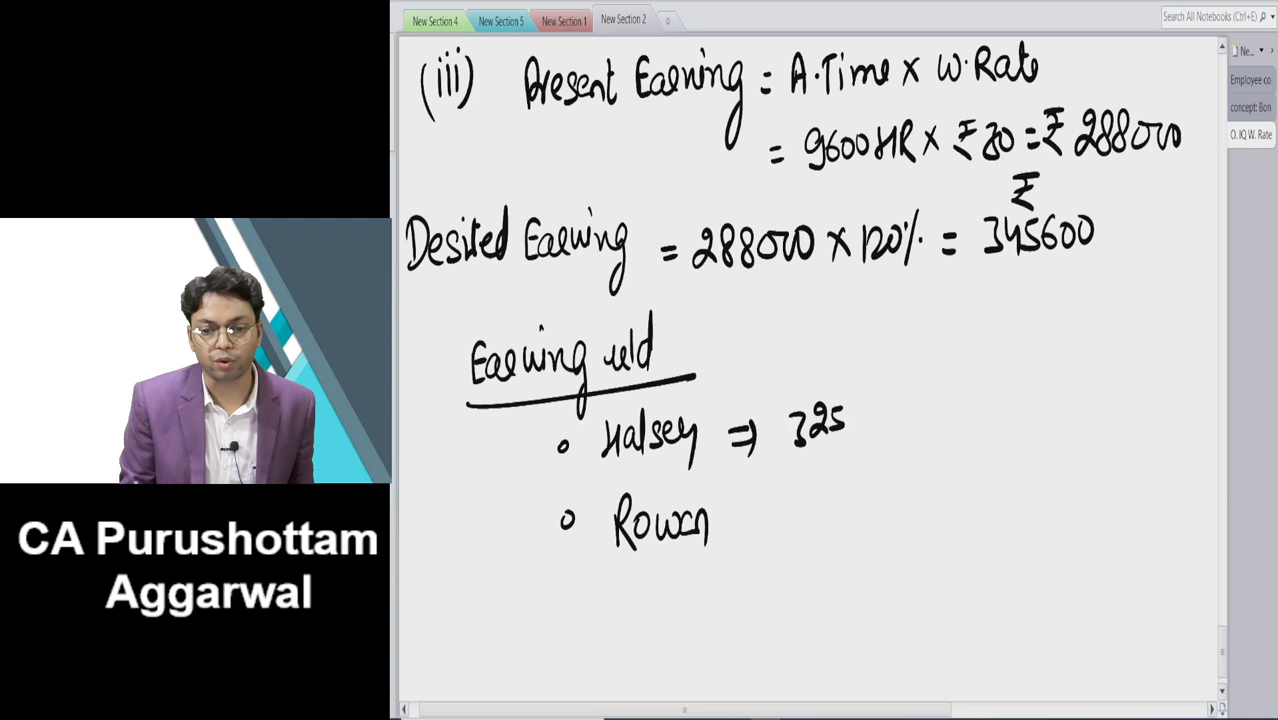 New Section 4 New Section 5 New Section 1 New Section 2
Search All Notebooks (Ctrl+E)
Ne...
Employee co
concept: Bon
O. IQ W. Rate
(iii) Present Earning = A.Time × W.Rate
= 9600 HR × ₹30 = ₹288000
Desired Earning = 288000 × 120% = ₹345600
Earning u/d
• Halsey ⇒ 325
• Rowan
CA Purushottam
Aggarwal